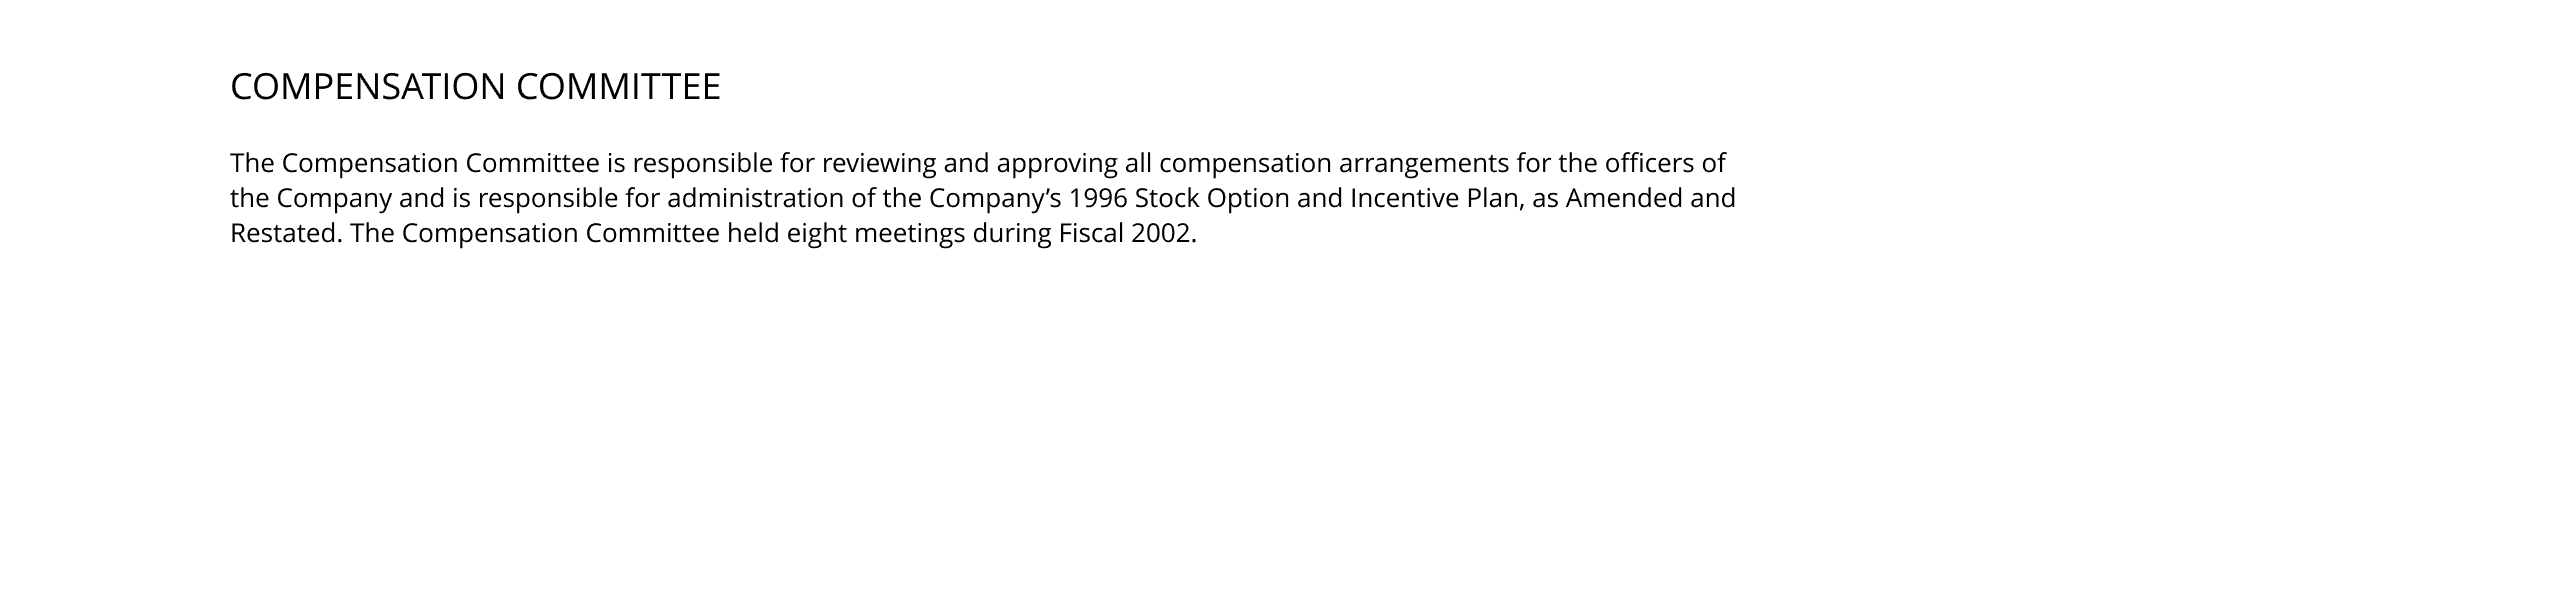 COMPENSATION COMMITTEE
The Compensation Committee is responsible for reviewing and approving all compensation arrangements for the officers of
the Company and is responsible for administration of the Company’s 1996 Stock Option and Incentive Plan, as Amended and
Restated. The Compensation Committee held eight meetings during Fiscal 2002.